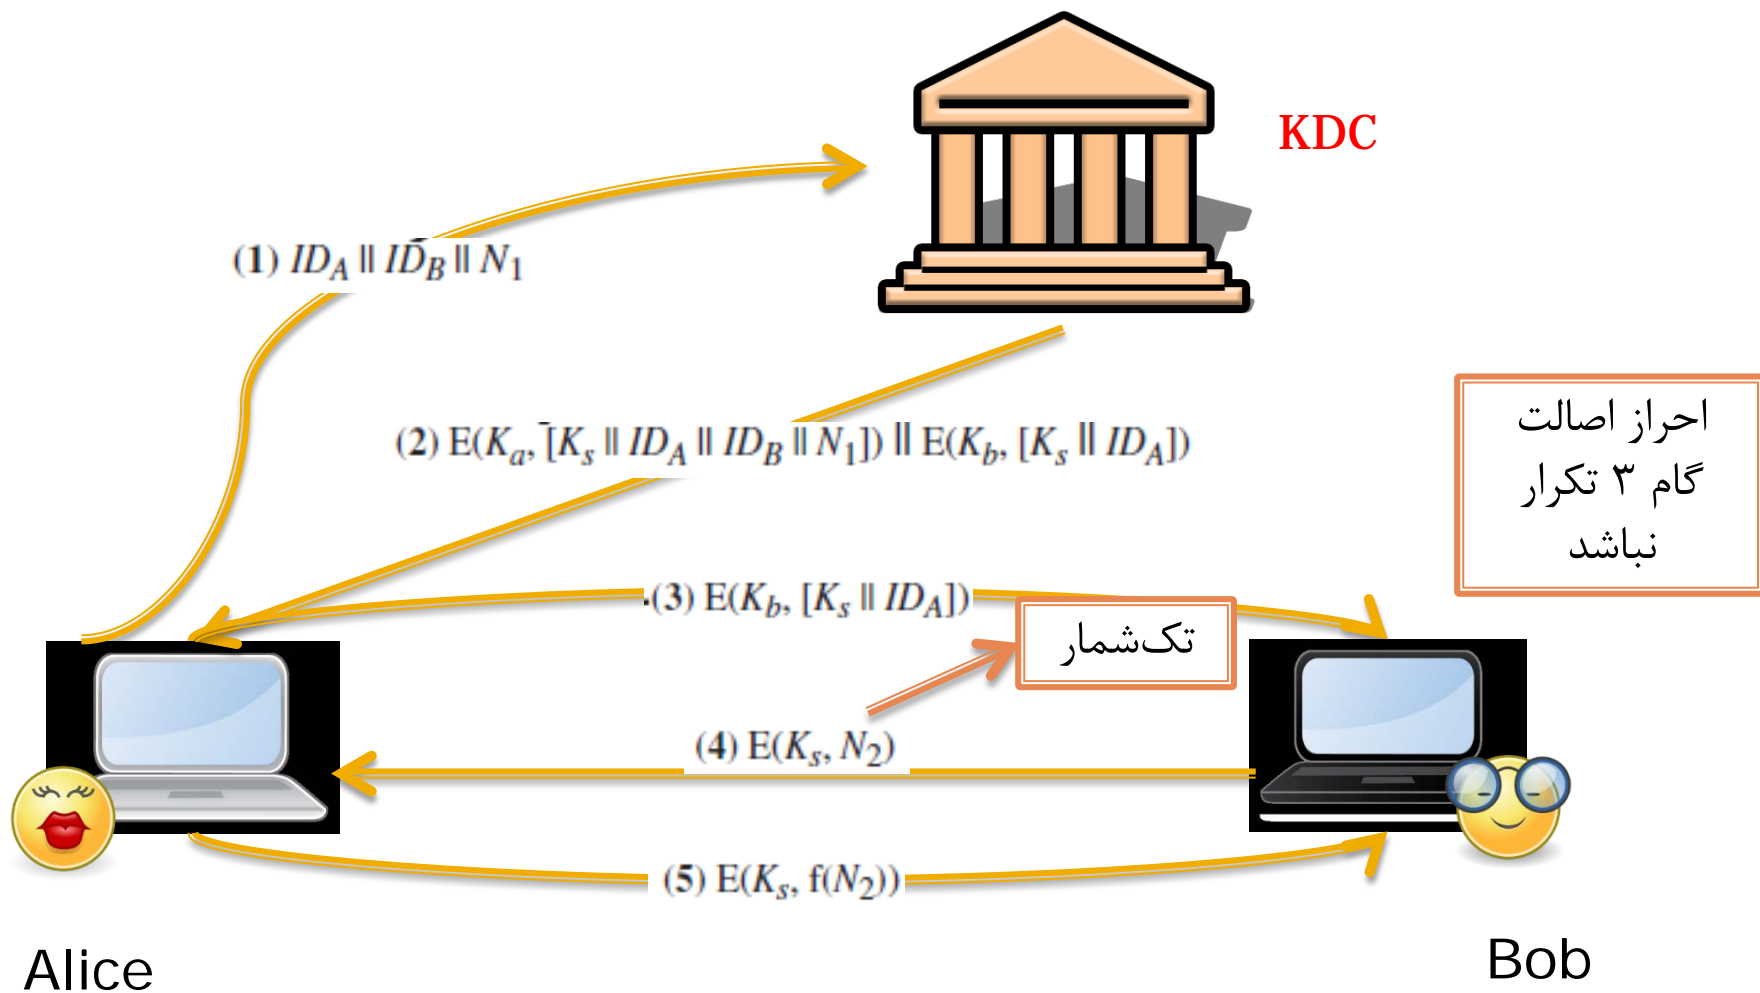 KDC
(1) ID_A || ID_B || N_1
(2) E(K_a, [K_s || ID_A || ID_B || N_1]) || E(K_b, [K_s || ID_A])
احراز اصالت
گام ۳ تکرار
نباشد
(3) E(K_b, [K_s || ID_A])
تک‌شمار
(4) E(K_s, N_2)
(5) E(K_s, f(N_2))
Alice
Bob